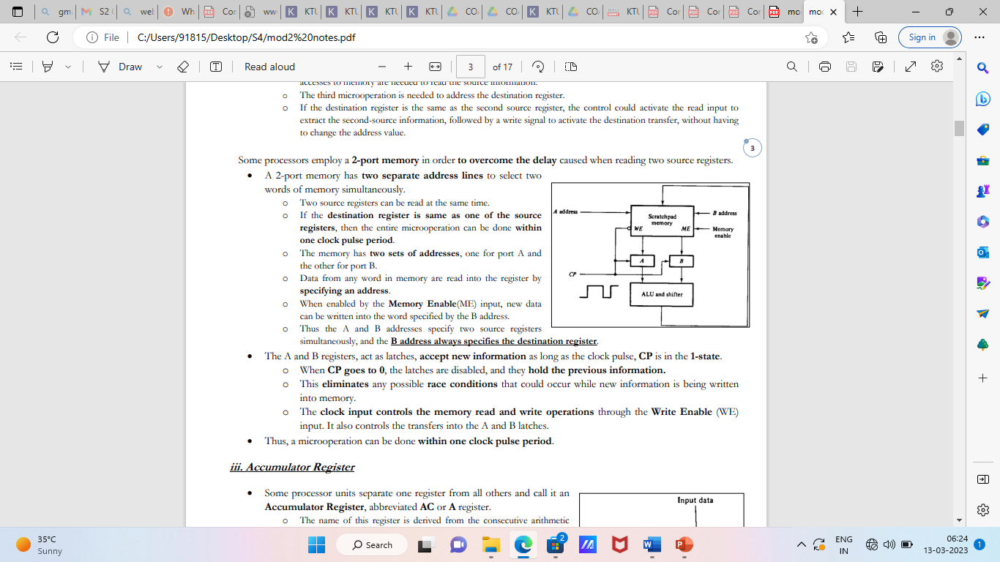 gm
S2 (
wel
Wh
Cor
ww
KTU
KTU
KTU
KTU
CO
CO
KTU
CO
KTU
Cor
Cor
Cor
mo
mo
File
C:/Users/91815/Desktop/S4/mod2%20notes.pdf
Sign in
Draw
Read aloud
3
of 17
accesses to memory are needed to read the source information.
o The third microoperation is needed to address the destination register.
o If the destination register is the same as the second source register, the control could activate the read input to
extract the second-source information, followed by a write signal to activate the destination transfer, without having
to change the address value.
3
Some processors employ a 2-port memory in order to overcome the delay caused when reading two source registers.
• A 2-port memory has two separate address lines to select two
words of memory simultaneously.
o Two source registers can be read at the same time.
o If the destination register is same as one of the source
registers, then the entire microoperation can be done within
one clock pulse period.
o The memory has two sets of addresses, one for port A and
the other for port B.
o Data from any word in memory are read into the register by
specifying an address.
o When enabled by the Memory Enable(ME) input, new data
can be written into the word specified by the B address.
o Thus the A and B addresses specify two source registers
simultaneously, and the B address always specifies the destination register.
A address
Scratchpad
memory
B address
WE
ME
Memory
enable
A
B
CP
ALU and shifter
• The A and B registers, act as latches, accept new information as long as the clock pulse, CP is in the 1-state.
o When CP goes to 0, the latches are disabled, and they hold the previous information.
o This eliminates any possible race conditions that could occur while new information is being written
into memory.
o The clock input controls the memory read and write operations through the Write Enable (WE)
input. It also controls the transfers into the A and B latches.
• Thus, a microoperation can be done within one clock pulse period.
iii. Accumulator Register
• Some processor units separate one register from all others and call it an
Accumulator Register, abbreviated AC or A register.
o The name of this register is derived from the consecutive arithmetic
Input data
35°C
Sunny
Search
2
ENG
IN
06:24
13-03-2023
1